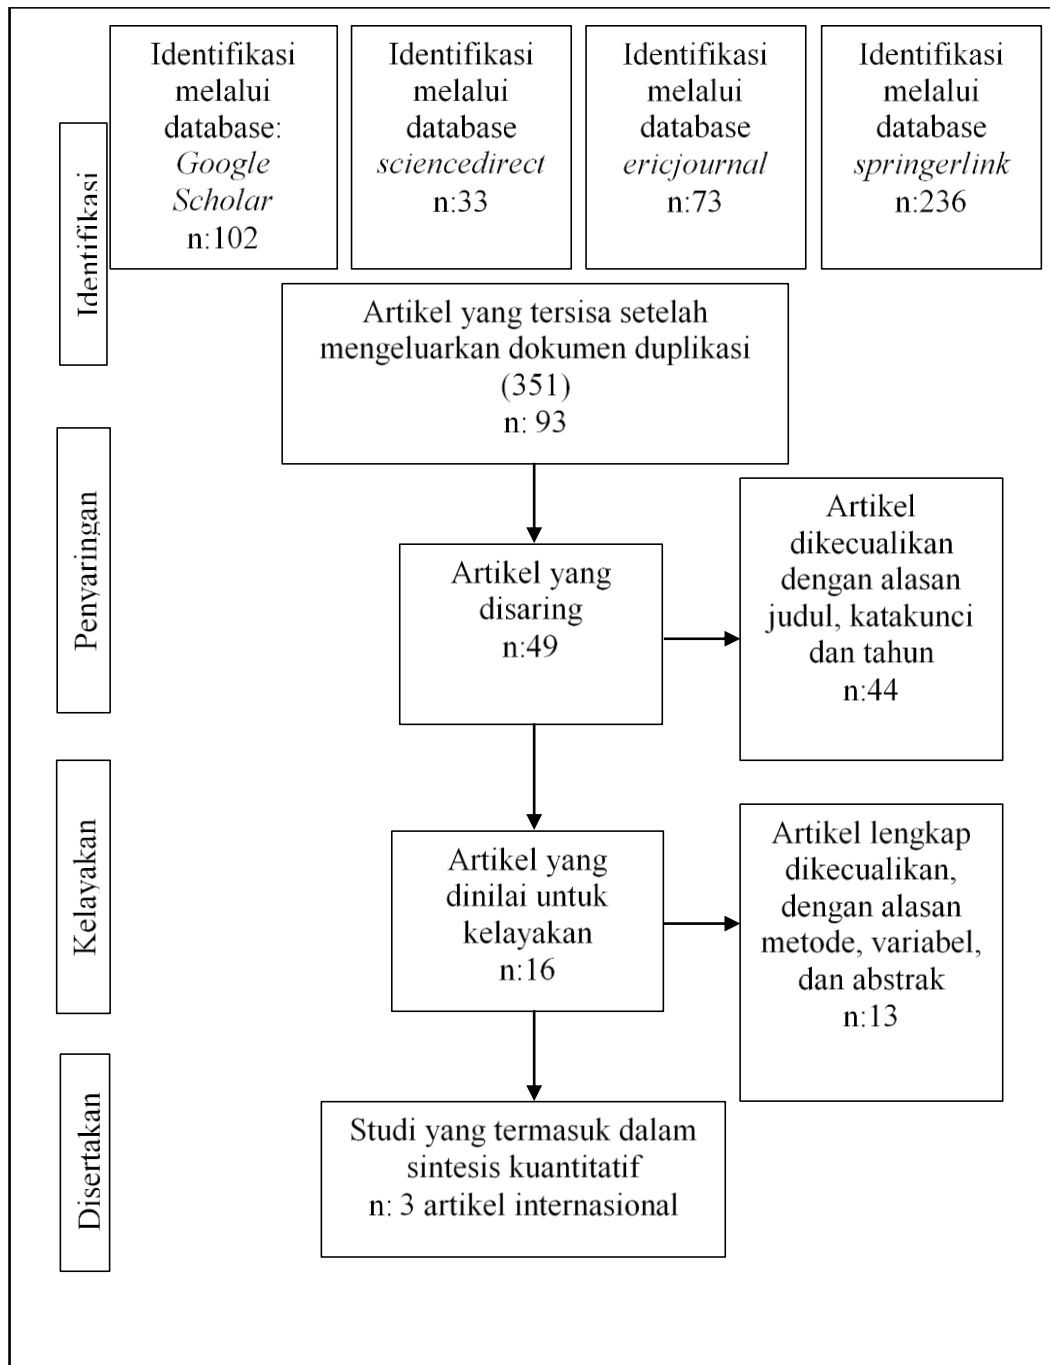 Identifikasi
melalui
database:
Google
Scholar
n:102
Identifikasi
melalui
database
sciencedirect
n:33
Identifikasi
melalui
database
ericjournal
n:73
Identifikasi
melalui
database
springerlink
n:236
Identifikasi
Artikel yang tersisa setelah
mengeluarkan dokumen duplikasi
(351)
n: 93
Penyaringan
Artikel yang
disaring
n:49
Artikel
dikecualikan
dengan alasan
judul, katakunci
dan tahun
n:44
Kelayakan
Artikel yang
dinilai untuk
kelayakan
n:16
Artikel lengkap
dikecualikan,
dengan alasan
metode, variabel,
dan abstrak
n:13
Disertakan
Studi yang termasuk dalam
sintesis kuantitatif
n: 3 artikel internasional